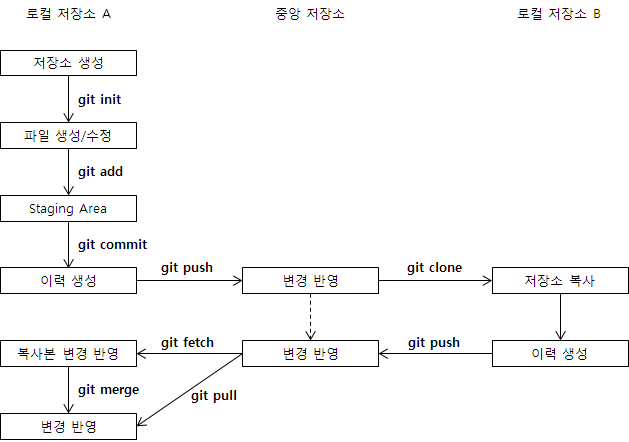 로컬 저장소 A 중앙 저장소 로컬 저장소 B
저장소 생성
git init
파일 생성/수정
git add
Staging Area
git commit
이력 생성 git push 변경 반영 git clone 저장소 복사
복사본 변경 반영 git fetch 변경 반영 git push 이력 생성
git merge git pull
변경 반영